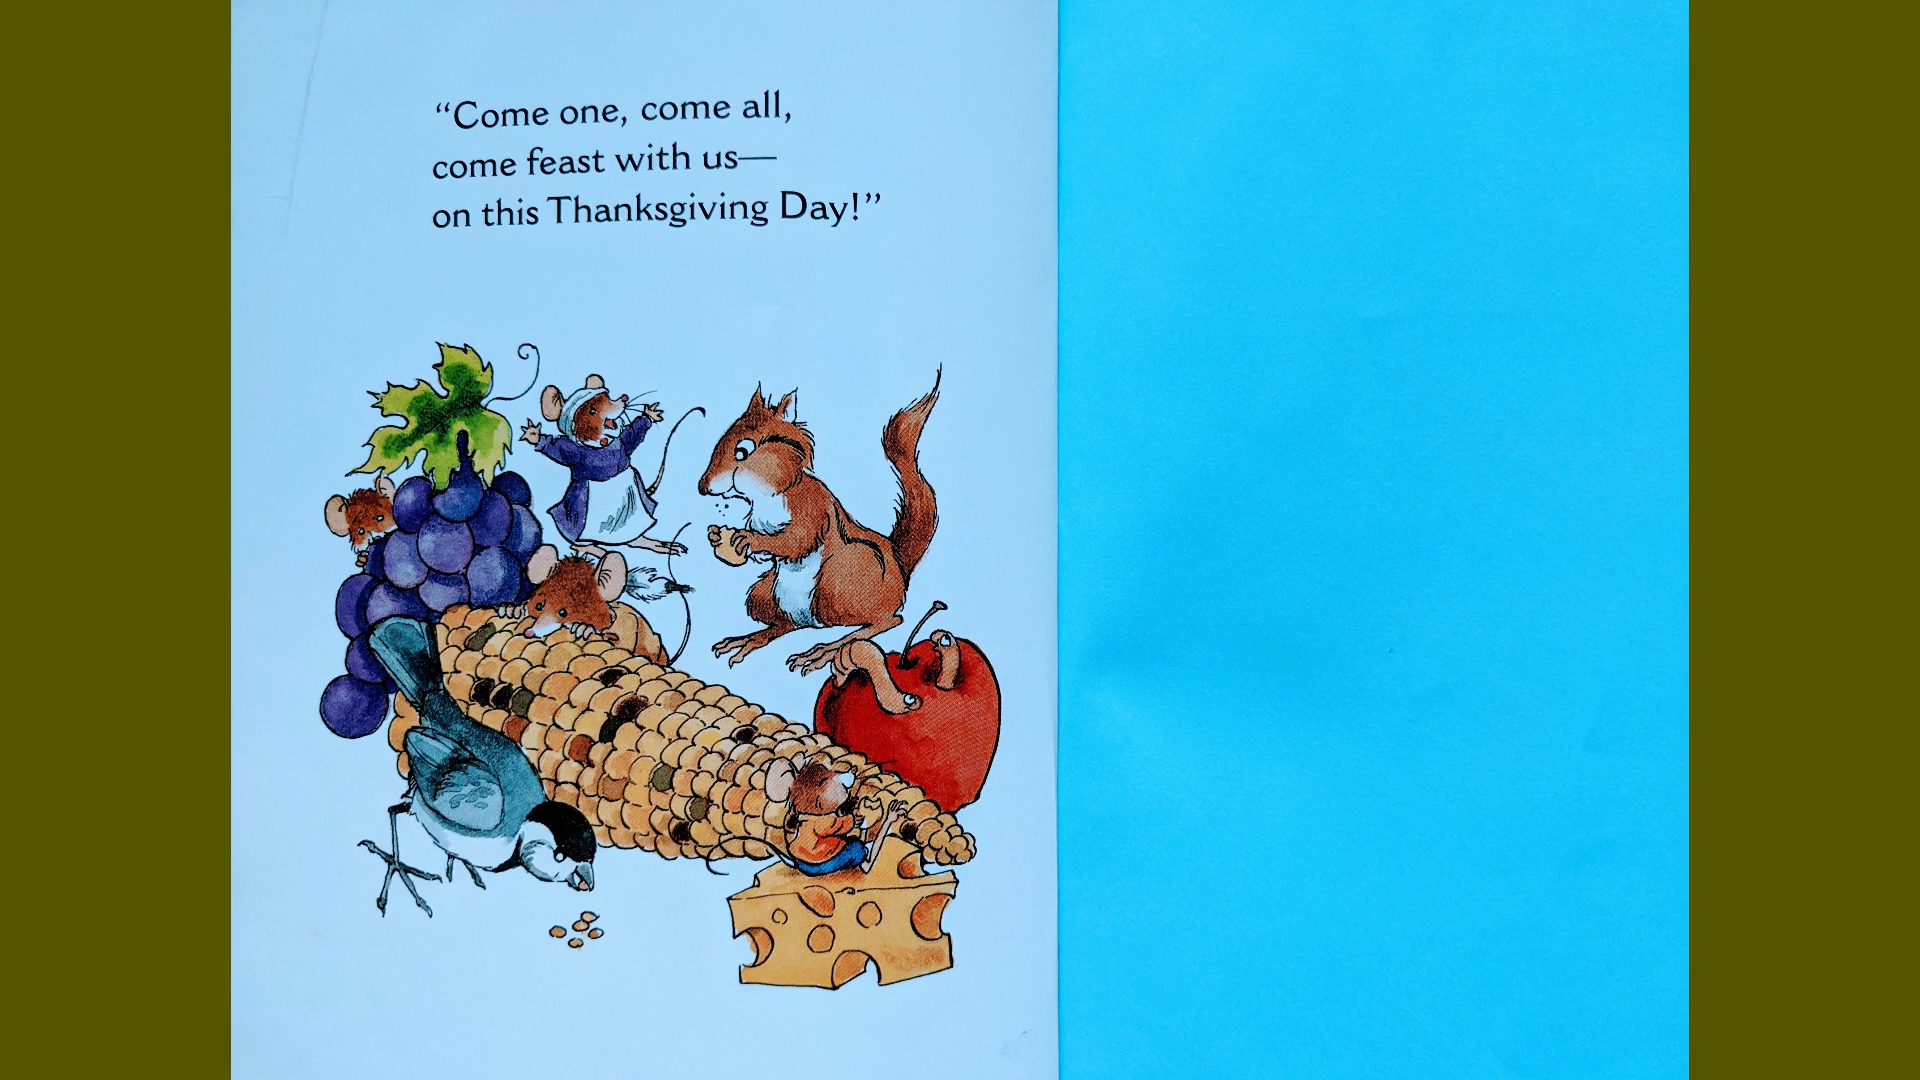 “Come one, come all,
come feast with us—
on this Thanksgiving Day!”